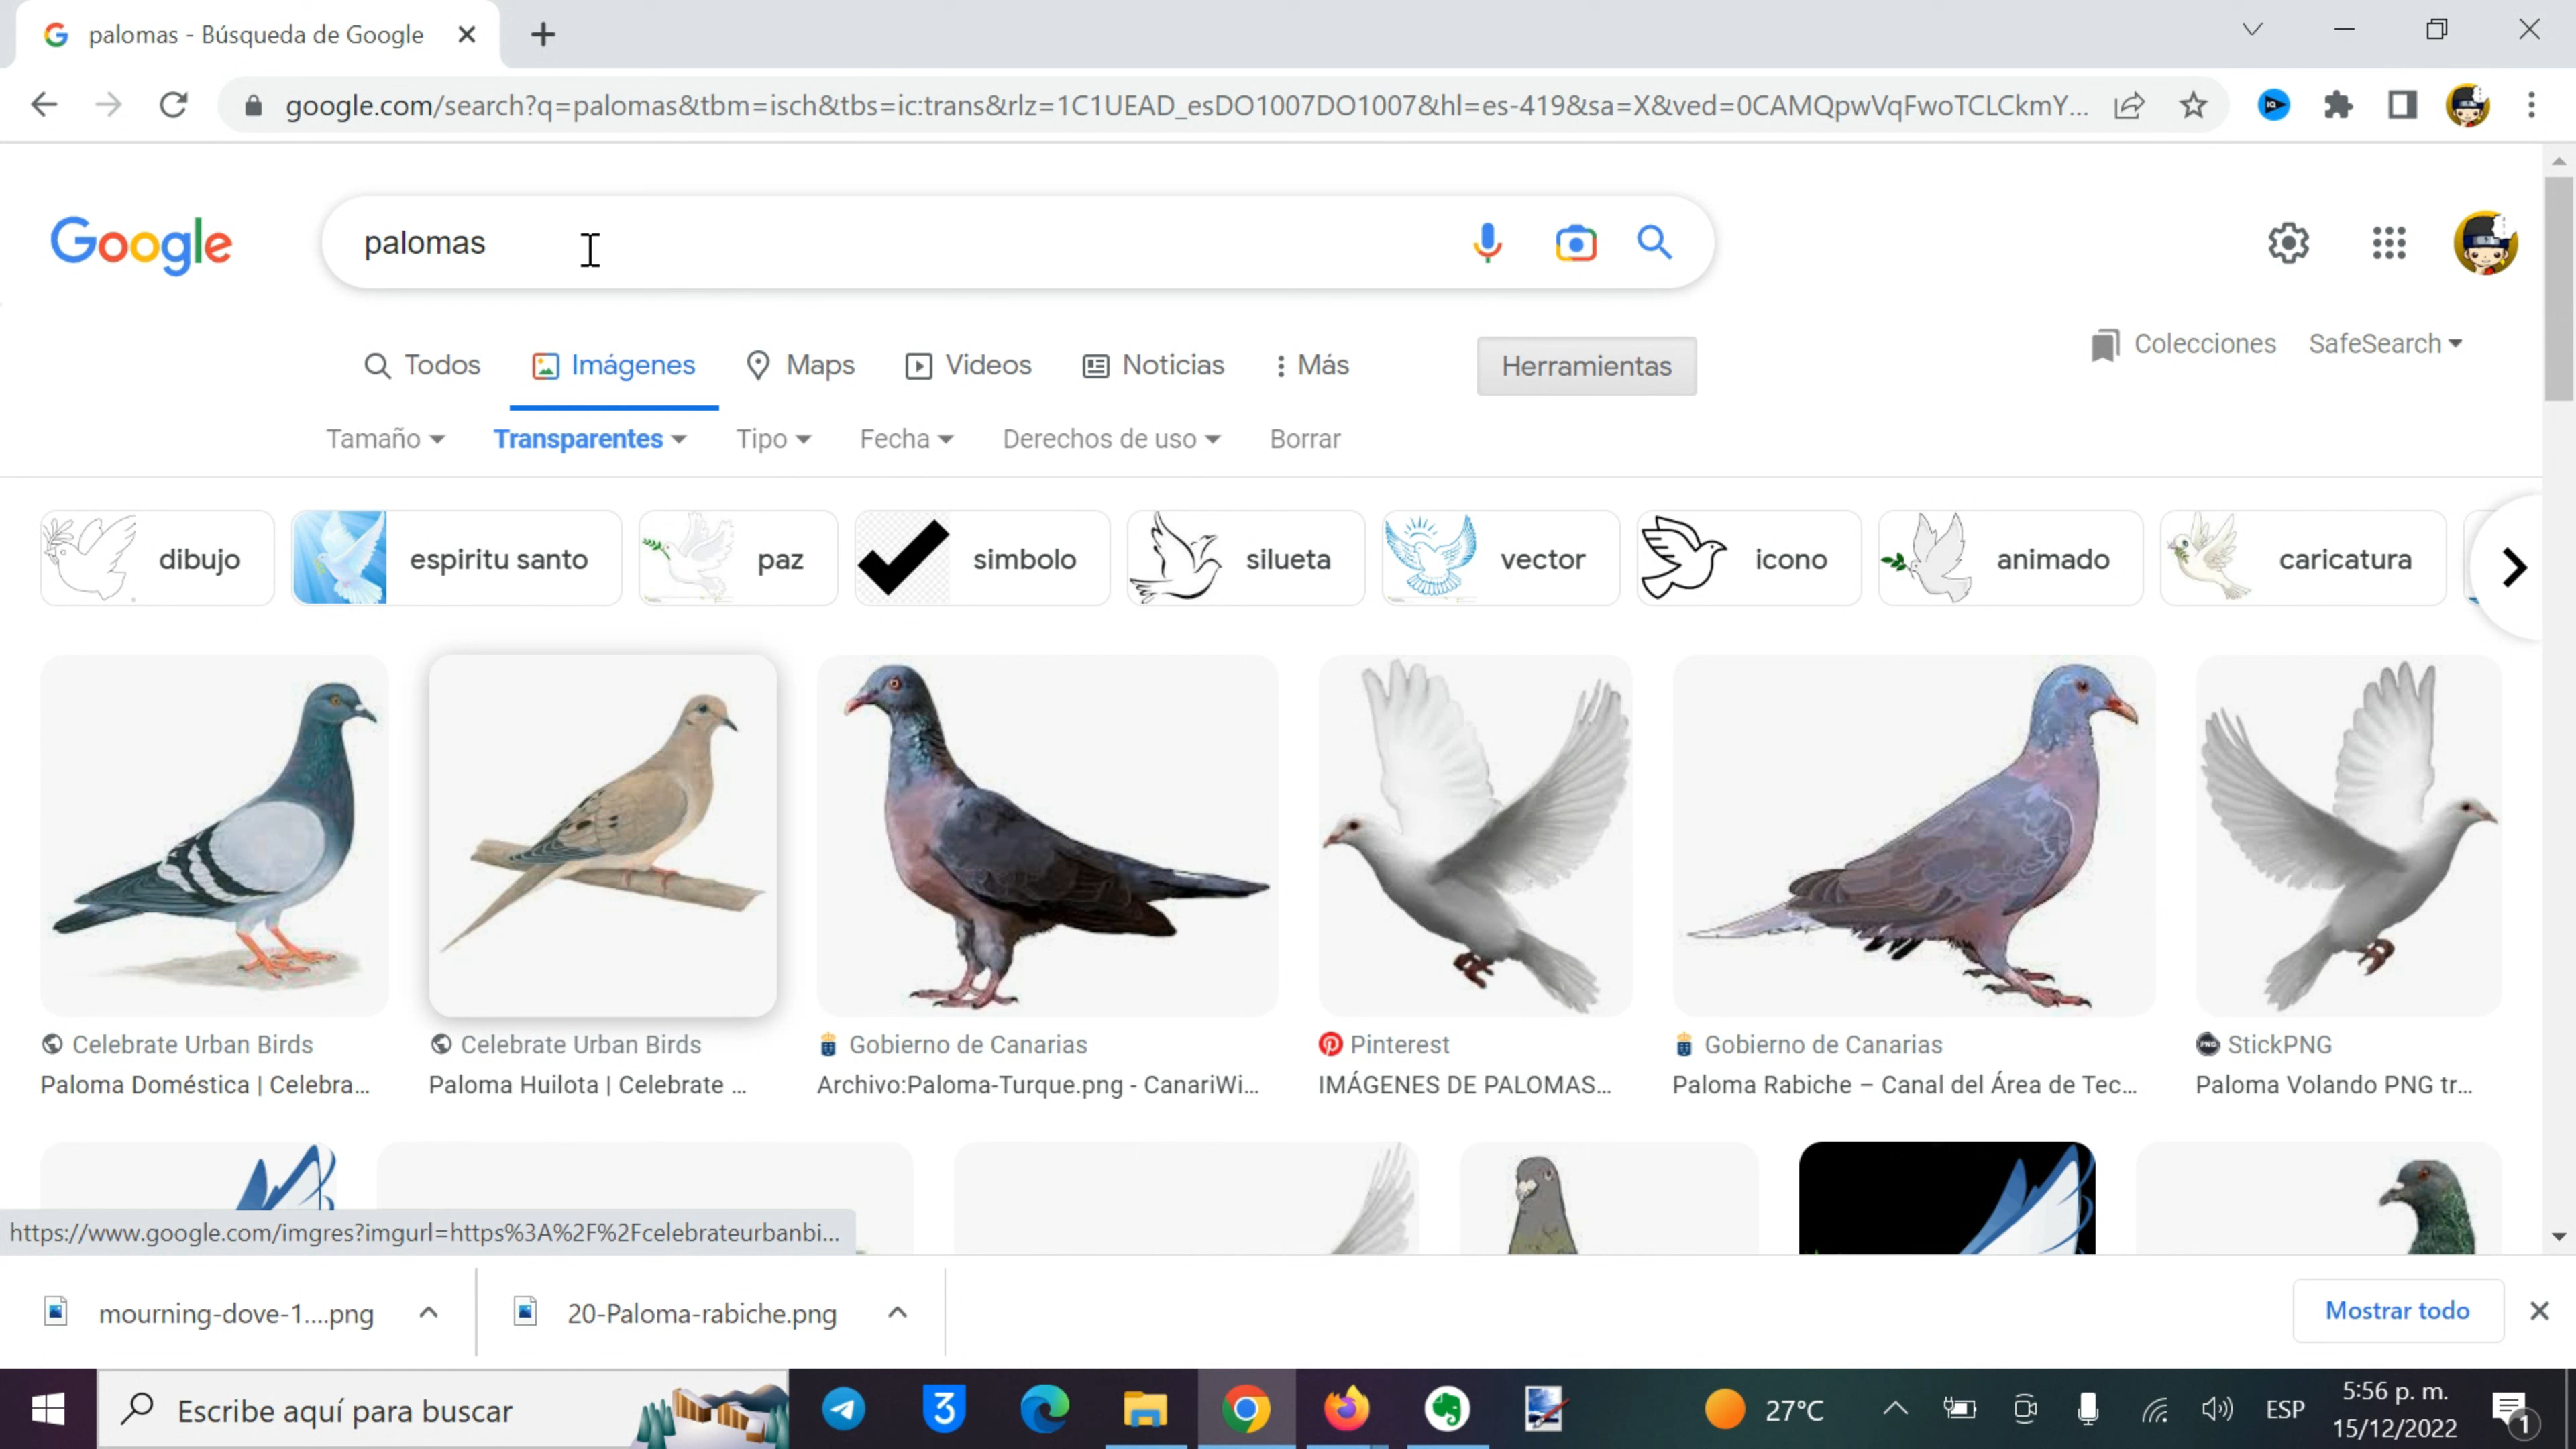 palomas - Búsqueda de Google
google.com/search?q=palomas&tbm=isch&tbs=ic:trans&rlz=1C1UEAD_esDO1007DO1007&hl=es-419&sa=X&ved=0CAMQpwVqFwoTCLCkmY...
Google
palomas
Todos Imágenes Maps Videos Noticias Más Herramientas
Colecciones SafeSearch
Tamaño Transparentes Tipo Fecha Derechos de uso Borrar
dibujo espiritu santo paz simbolo silueta vector icono animado caricatura
Celebrate Urban Birds
Paloma Doméstica | Celebra...
Celebrate Urban Birds
Paloma Huilota | Celebrate ...
Gobierno de Canarias
Archivo:Paloma-Turque.png - CanariWi...
Pinterest
IMÁGENES DE PALOMAS...
Gobierno de Canarias
Paloma Rabiche – Canal del Área de Tec...
PNG StickPNG
Paloma Volando PNG tr...
https://www.google.com/imgres?imgurl=https%3A%2F%2Fcelebrateurbanbi...
mourning-dove-1....png
20-Paloma-rabiche.png
Mostrar todo
Escribe aquí para buscar
3
27°C
ESP
5:56 p. m.
15/12/2022
1